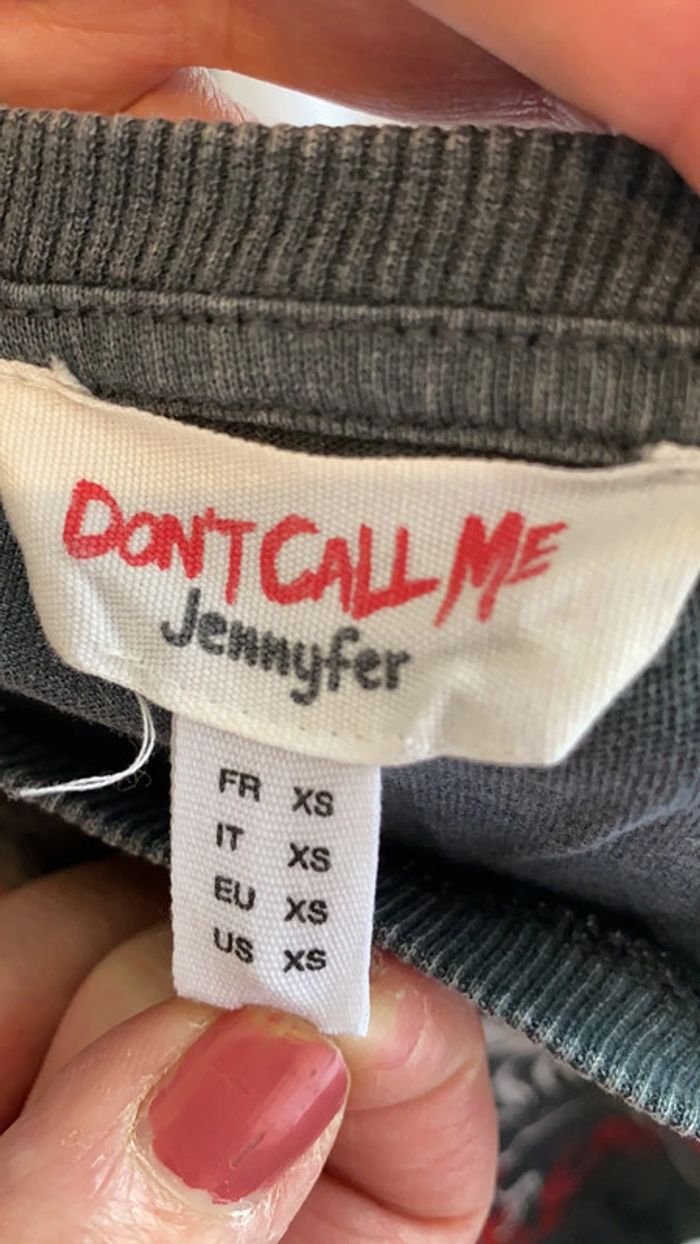 DON'T CALL ME
Jennyfer
FR XS
IT XS
EU XS
US XS